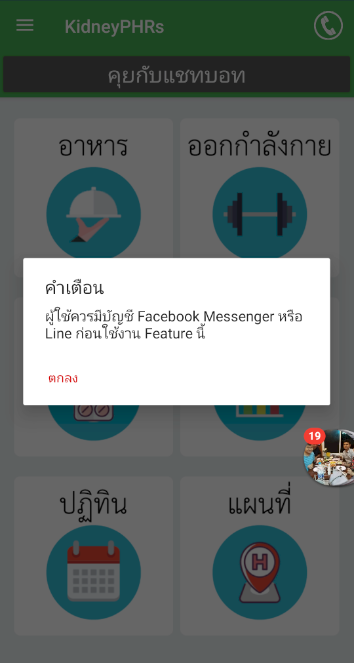 KidneyPHRs
คุยกับแชทบอท
อาหาร
ออกกำลังกาย
คำเตือน
ผู้ใช้ควรมีบัญชี Facebook Messenger หรือ
Line ก่อนใช้งาน Feature นี้
ตกลง
19
ปฏิทิน
แผนที่
H